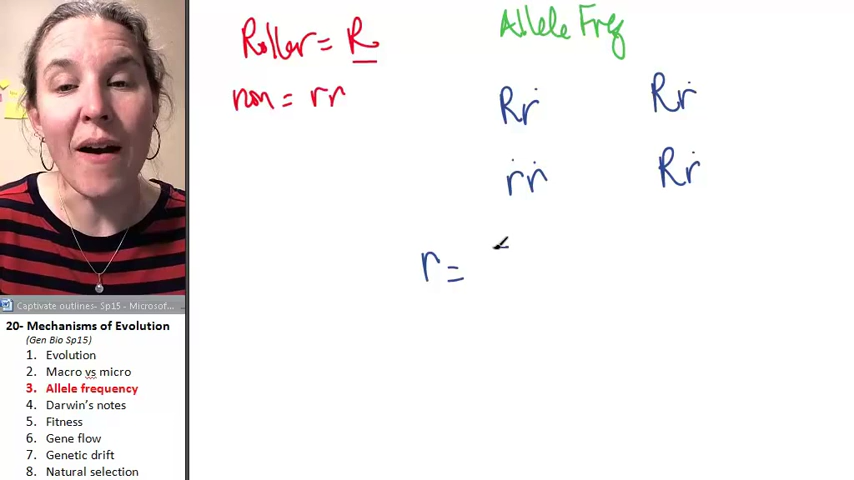 Roller = R
non = rr
Allele Freq
Rr Rr
rr Rr
r =
Captivate outlines- Sp15 - Microsof...
20- Mechanisms of Evolution
(Gen Bio Sp15)
1. Evolution
2. Macro vs micro
3. Allele frequency
4. Darwin's notes
5. Fitness
6. Gene flow
7. Genetic drift
8. Natural selection